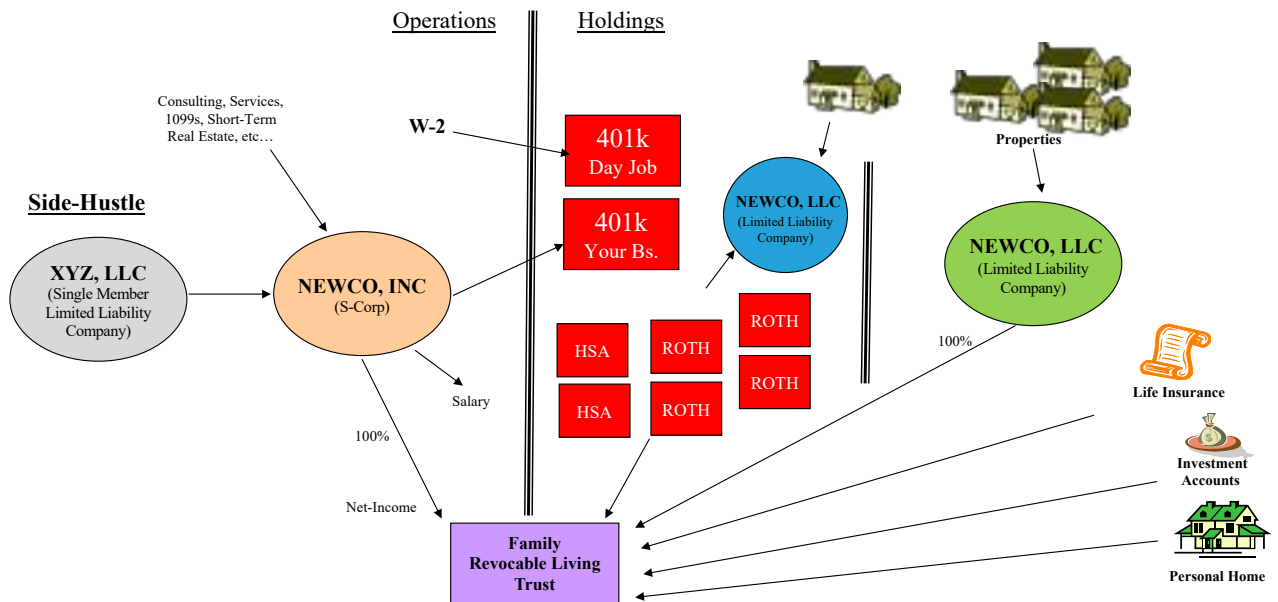 Operations
Holdings
Consulting, Services,
1099s, Short-Term
Real Estate, etc…
W-2
401k
Day Job
Properties
Side-Hustle
401k
Your Bs.
NEWCO, LLC
(Limited Liability
Company)
NEWCO, LLC
(Limited Liability
Company)
XYZ, LLC
(Single Member
Limited Liability
Company)
NEWCO, INC
(S-Corp)
HSA
ROTH
ROTH
HSA
ROTH
ROTH
100%
Salary
100%
Life Insurance
Investment
Accounts
Net-Income
Family
Revocable Living
Trust
Personal Home